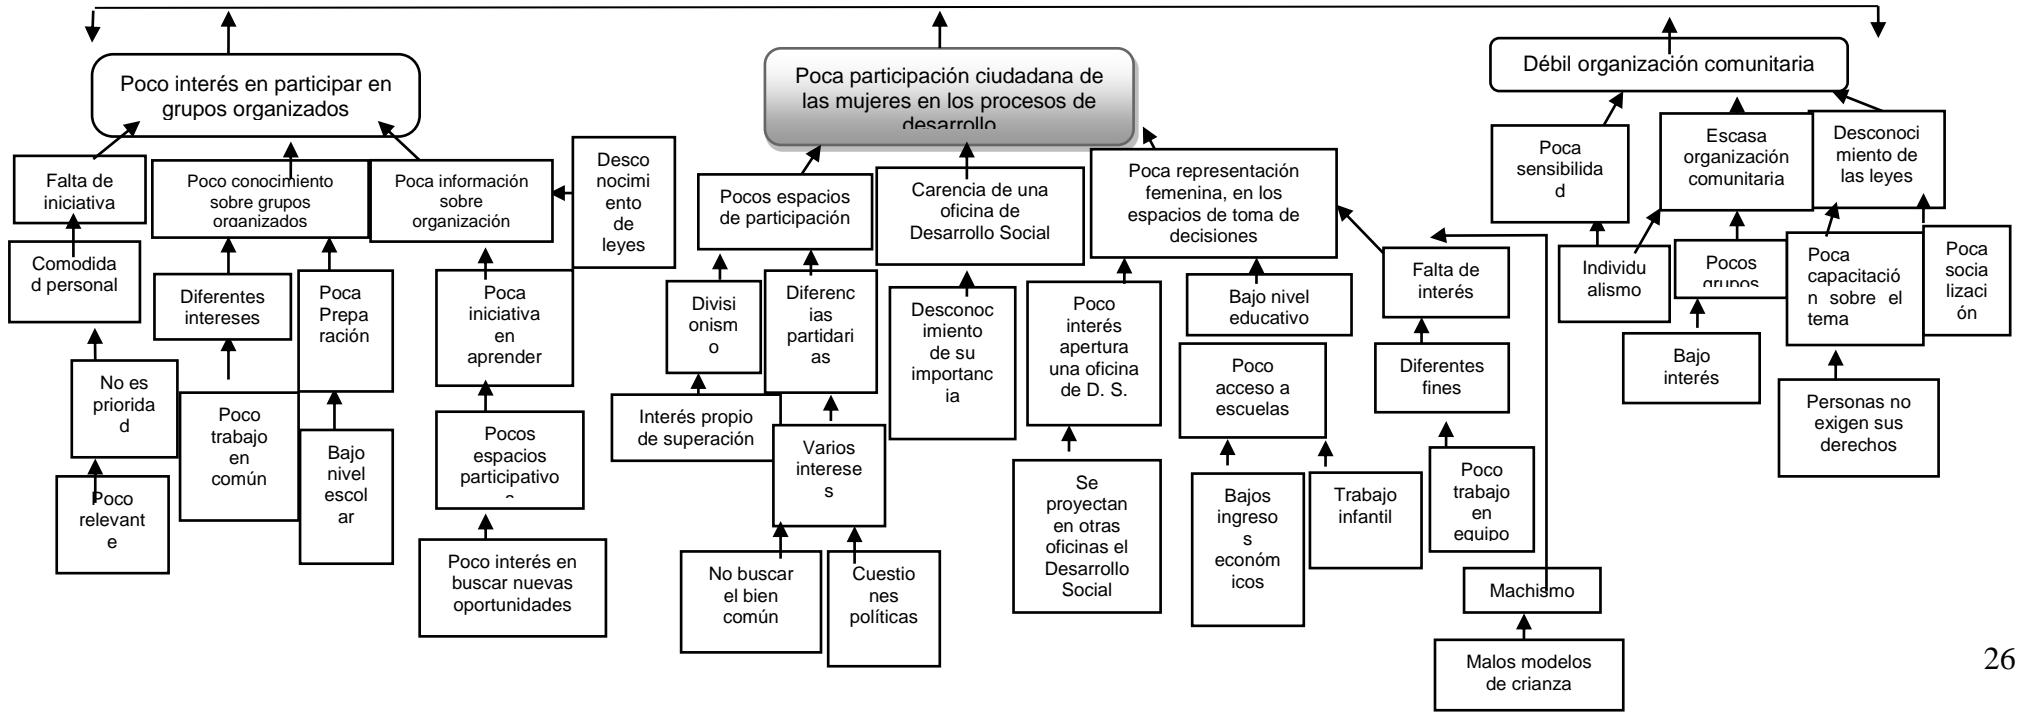 Poco interés en participar en
grupos organizados
Poca participación ciudadana de
las mujeres en los procesos de
desarrollo
Débil organización comunitaria
Falta de
iniciativa
Poco conocimiento
sobre grupos
organizados
Poca información
sobre
organización
Desco
nocimi
ento
de
leyes
Pocos espacios
de participación
Carencia de una
oficina de
Desarrollo Social
Poca representación
femenina, en los
espacios de toma de
decisiones
Poca
sensibilida
d
Escasa
organización
comunitaria
Desconoci
miento de
las leyes
Comodida
d personal
Diferentes
intereses
Poca
Prepa
ración
Poca
iniciativa
en
aprender
Divisi
onism
o
Diferenc
ias
partidari
as
Desconoc
imiento
de su
importanc
ia
Poco
interés
apertura
una oficina
de D. S.
Bajo nivel
educativo
Falta de
interés
Individu
alismo
Pocos
grupos
Poca
capacitació
n sobre el
tema
Poca
socia
lizaci
ón
No es
priorida
d
Poco
trabajo
en
común
Bajo
nivel
escol
ar
Pocos
espacios
participativo
s
Interés propio
de superación
Varios
interese
s
Poco
acceso a
escuelas
Diferentes
fines
Bajo
interés
Personas no
exigen sus
derechos
Poco
relevant
e
Poco interés en
buscar nuevas
oportunidades
No buscar
el bien
común
Cuestio
nes
políticas
Se
proyectan
en otras
oficinas el
Desarrollo
Social
Bajos
ingreso
s
económ
icos
Trabajo
infantil
Poco
trabajo
en
equipo
Machismo
Malos modelos
de crianza
26